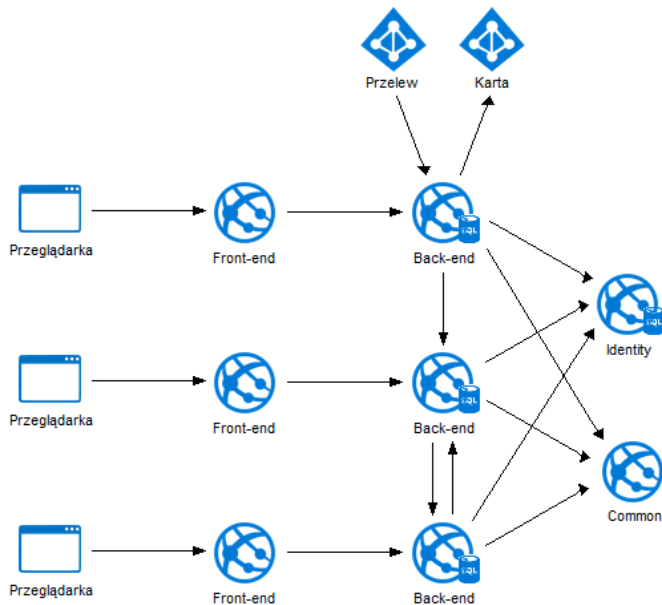 Przelew
Karta
Przeglądarka
Front-end
SQL
Back-end
SQL
Identity
Przeglądarka
Front-end
SQL
Back-end
Common
Przeglądarka
Front-end
SQL
Back-end